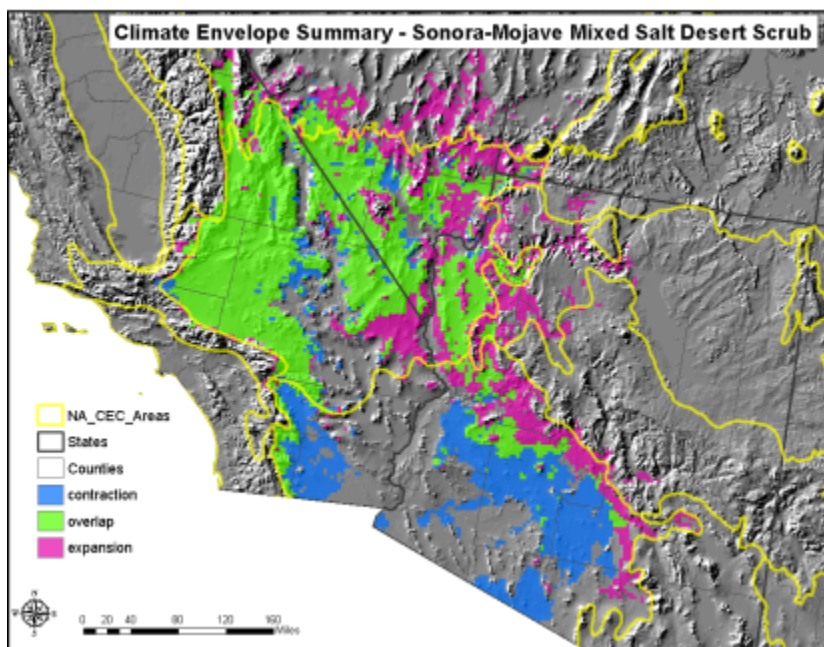 Climate Envelope Summary - Sonora-Mojave Mixed Salt Desert Scrub
NA_CEC_Areas
States
Counties
contraction
overlap
expansion
N
S
0 20 40 80 120 160
Miles